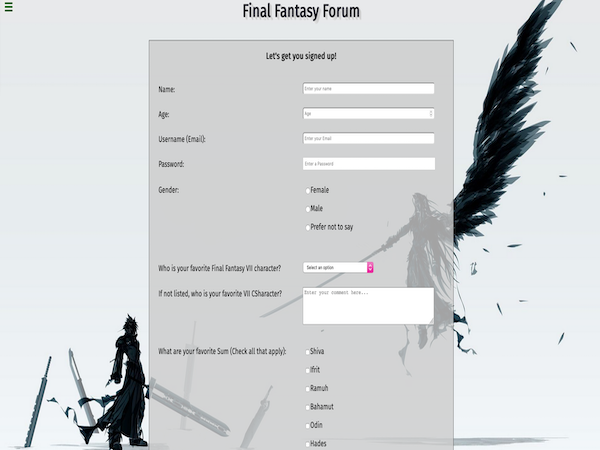 Final Fantasy Forum
Let's get you signed up!
Name:
Enter your name
Age:
Age
Username (Email):
Enter your Email
Password:
Enter a Password
Gender:
Female
Male
Prefer not to say
Who is your favorite Final Fantasy VII character?
Select an option
If not listed, who is your favorite VII CSharacter?
Enter your comment here...
What are your favorite Sum (Check all that apply):
Shiva
Ifrit
Ramuh
Bahamut
Odin
Hades